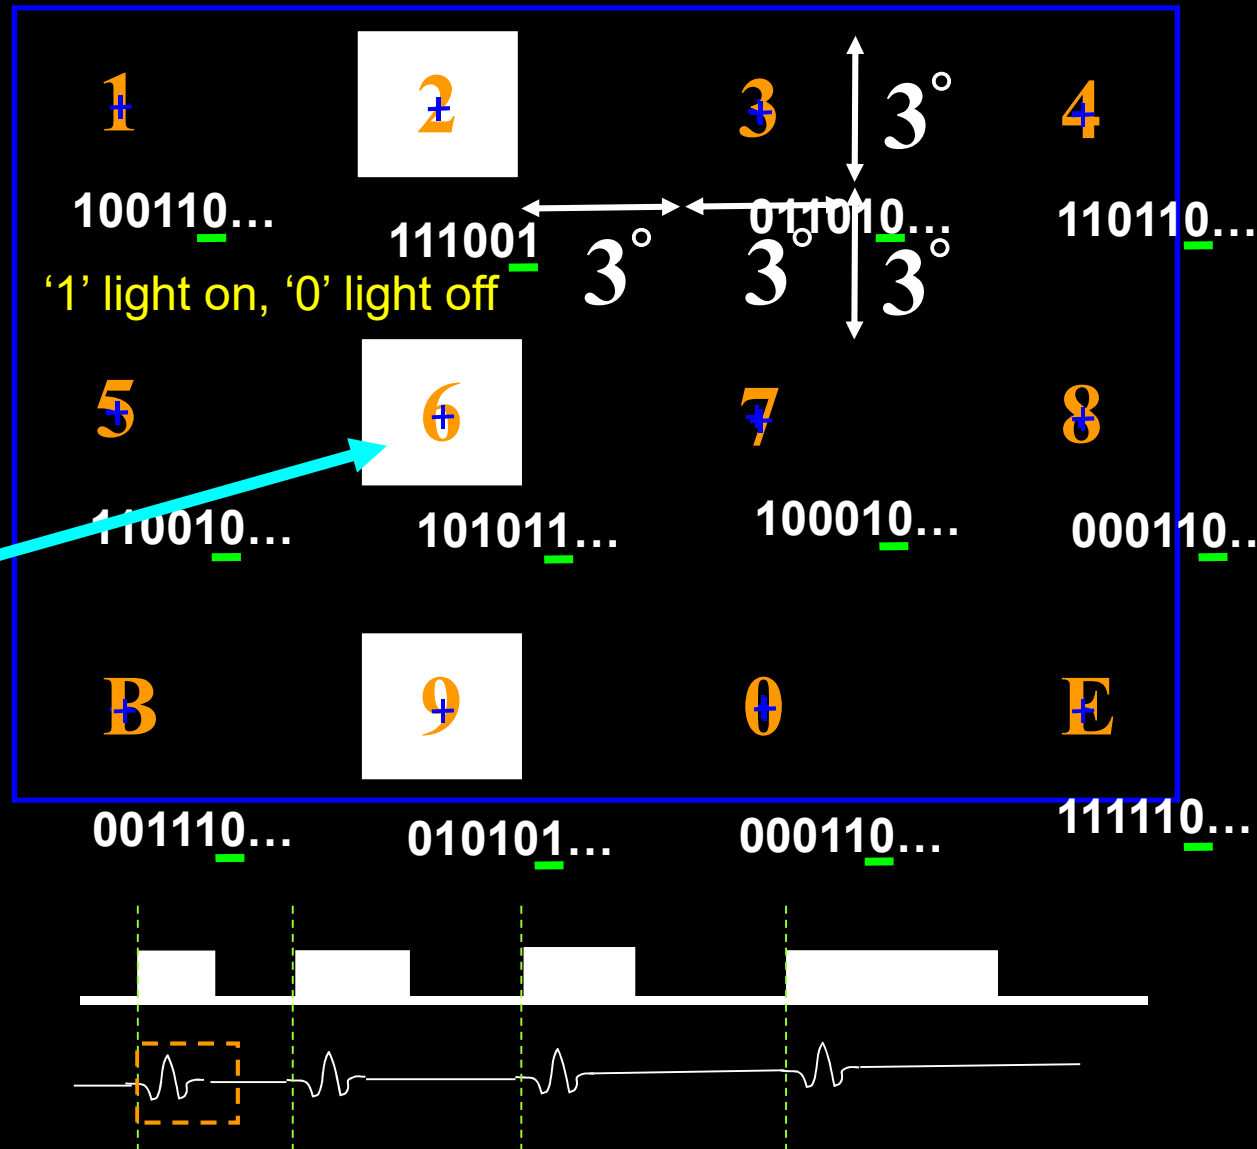 1 2 3 3° 4
100110… 111001 3° 3° 011010… 3° 110110…
‘1’ light on, ‘0’ light off
5 6 7 8
110010… 101011… 100010… 000110..
B 9 0 E
001110… 010101… 000110… 111110…